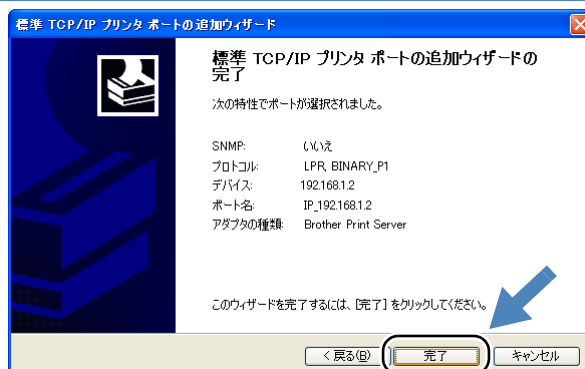 標準 TCP/IP プリンタ ポートの追加ウィザード
標準 TCP/IP プリンタ ポートの追加ウィザードの
完了
次の特性でポートが選択されました。
SNMP: いいえ
プロトコル: LPR, BINARY_P1
デバイス: 192.168.1.2
ポート名: IP_192.168.1.2
アダプタの種類: Brother Print Server
このウィザードを完了するには、[完了] をクリックしてください。
< 戻る(B)
完了
キャンセル